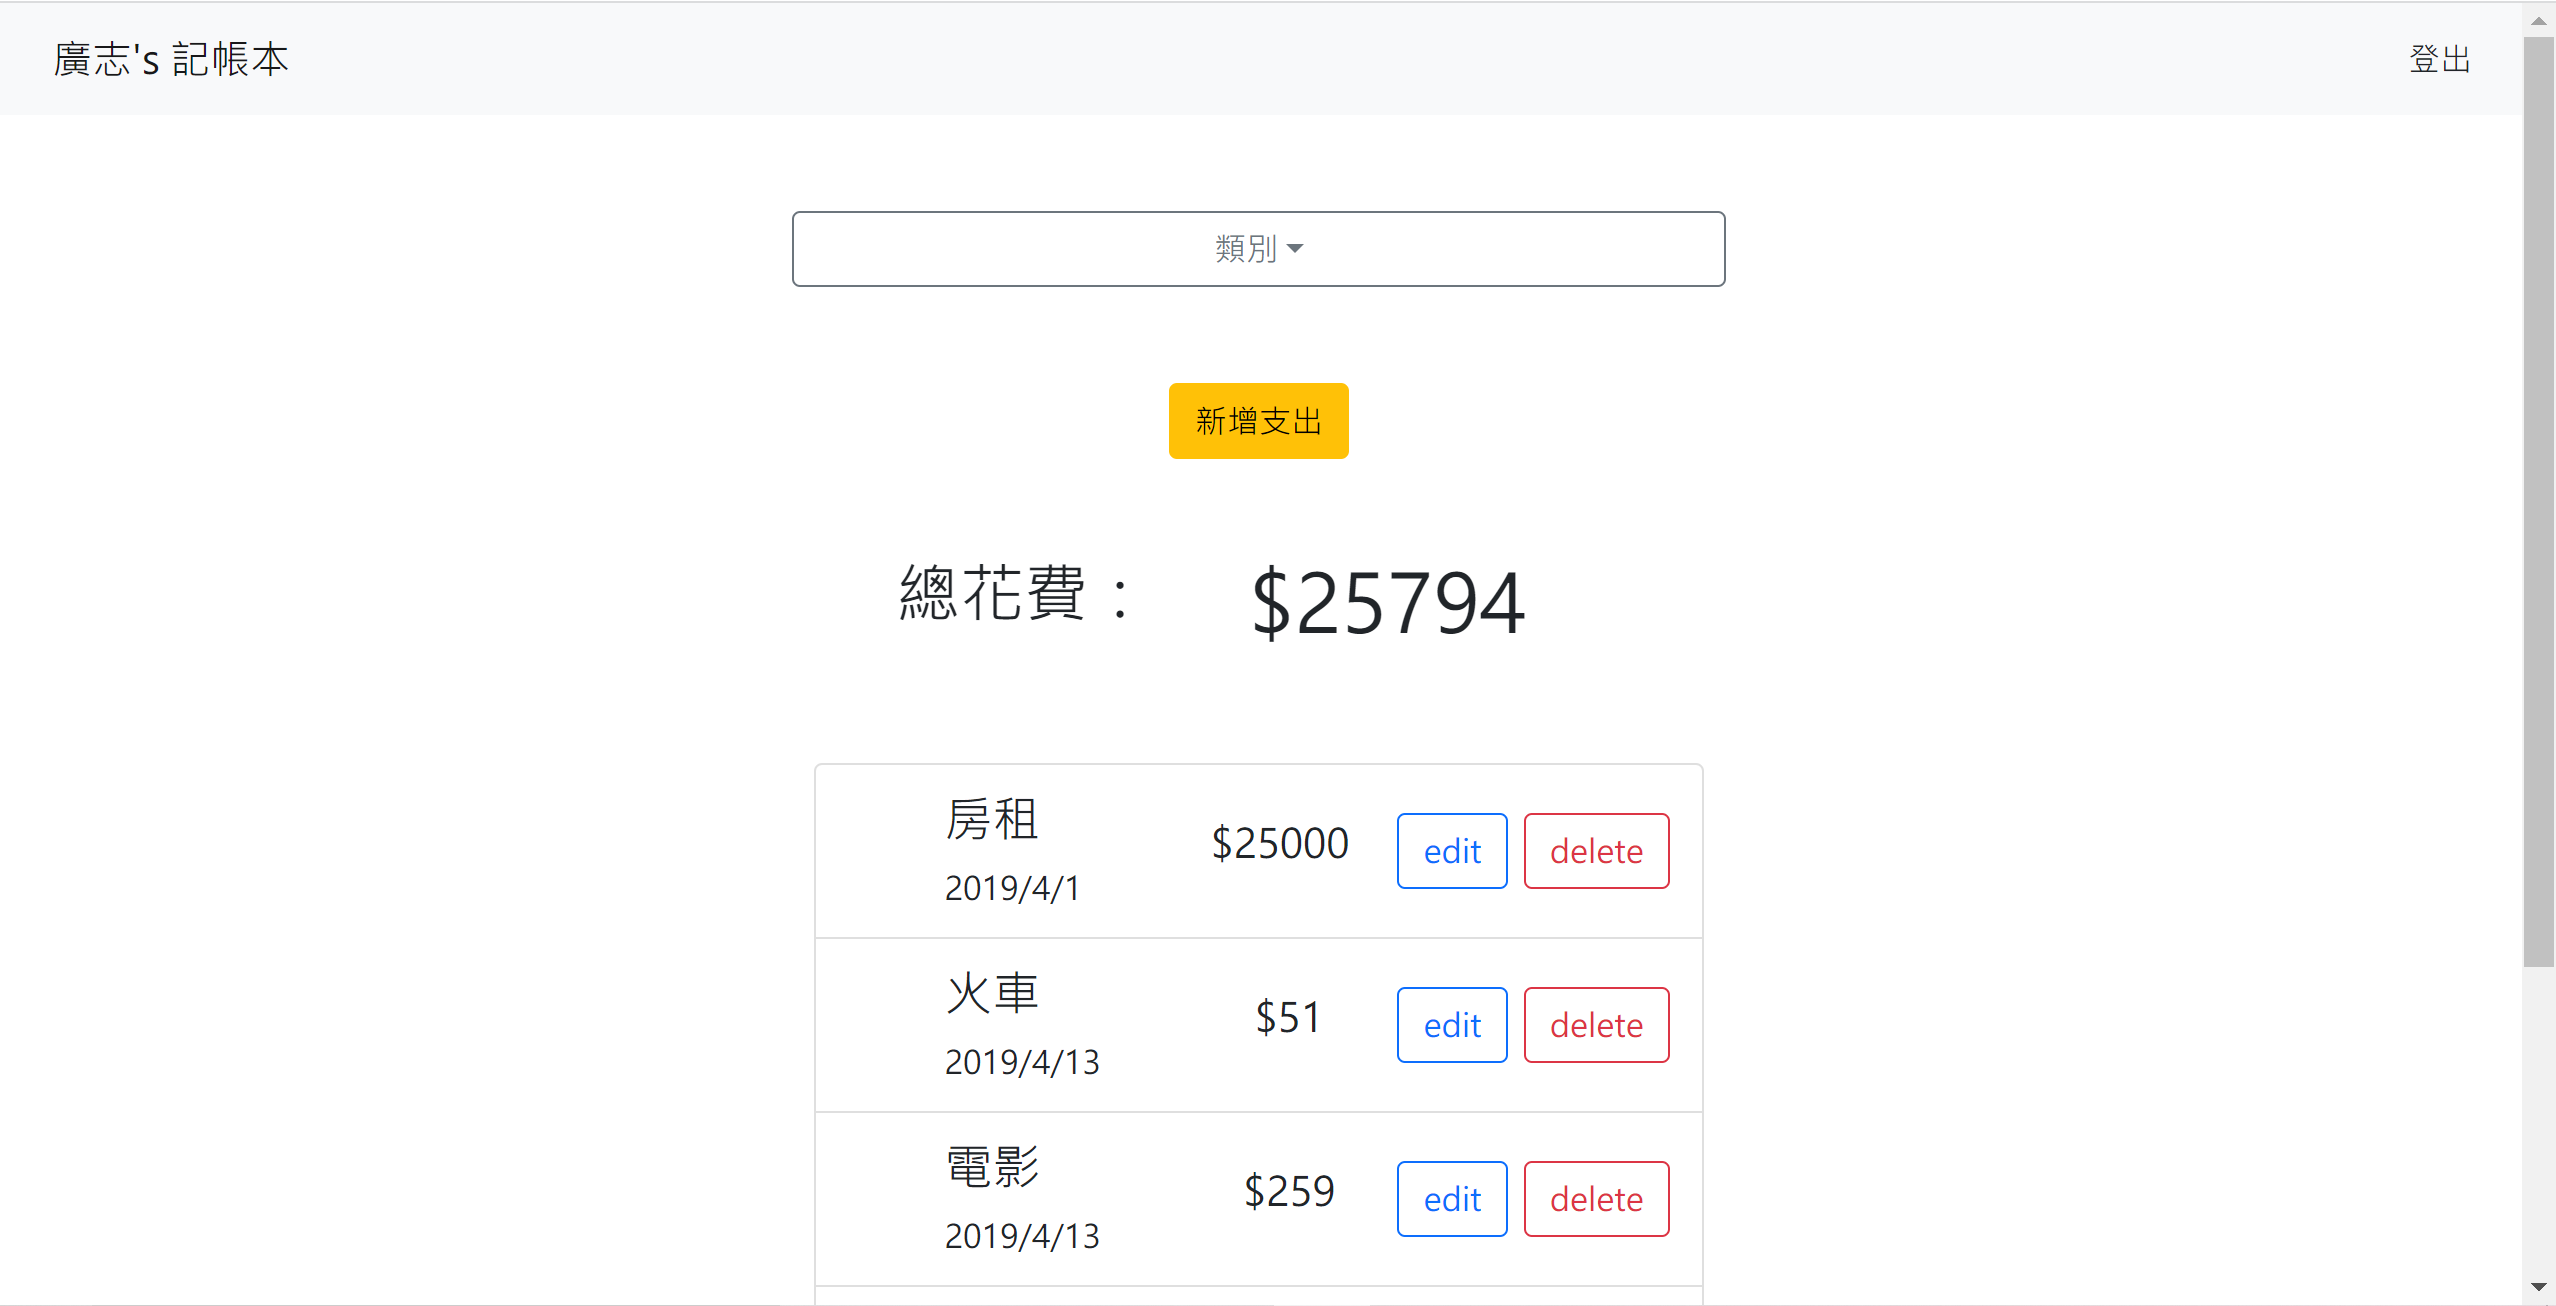 廣志's 記帳本
登出
類別
新增支出
總花費：
$25794
房租
$25000
edit
delete
2019/4/1
火車
$51
edit
delete
2019/4/13
電影
$259
edit
delete
2019/4/13